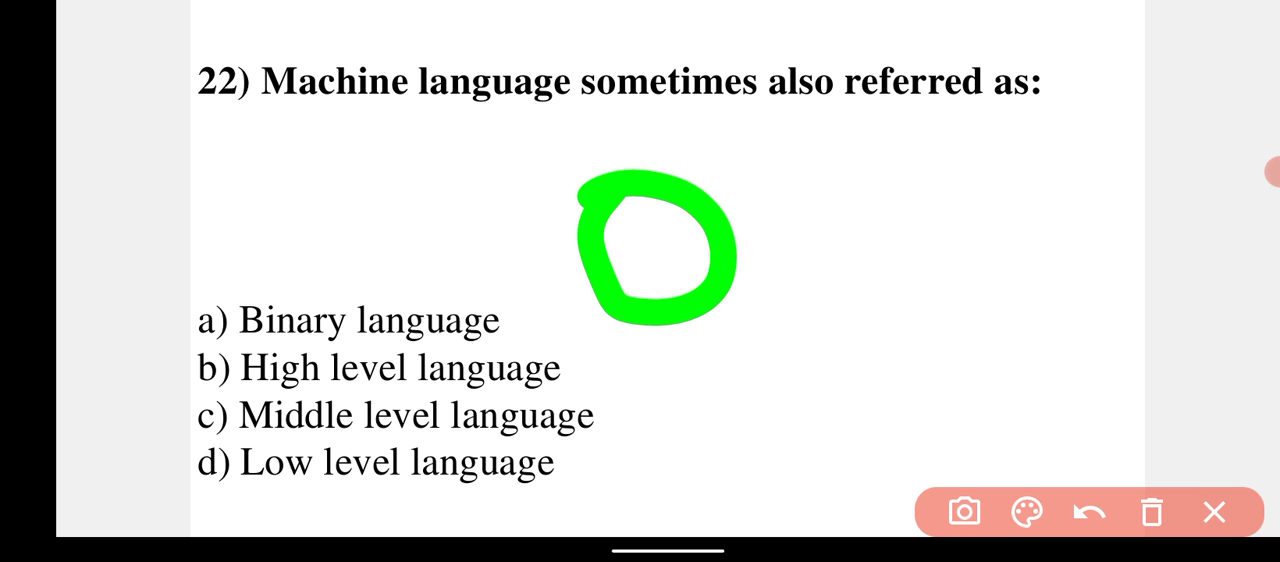 22) Machine language sometimes also referred as:
a) Binary language
b) High level language
c) Middle level language
d) Low level language